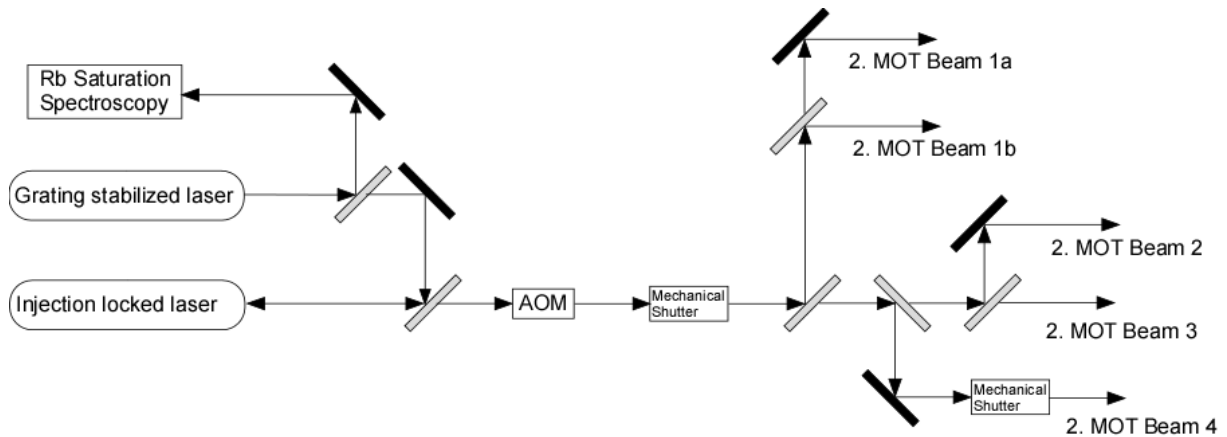 Rb Saturation
Spectroscopy
Grating stabilized laser
Injection locked laser
AOM
Mechanical
Shutter
2. MOT Beam 1a
2. MOT Beam 1b
2. MOT Beam 2
2. MOT Beam 3
Mechanical
Shutter
2. MOT Beam 4